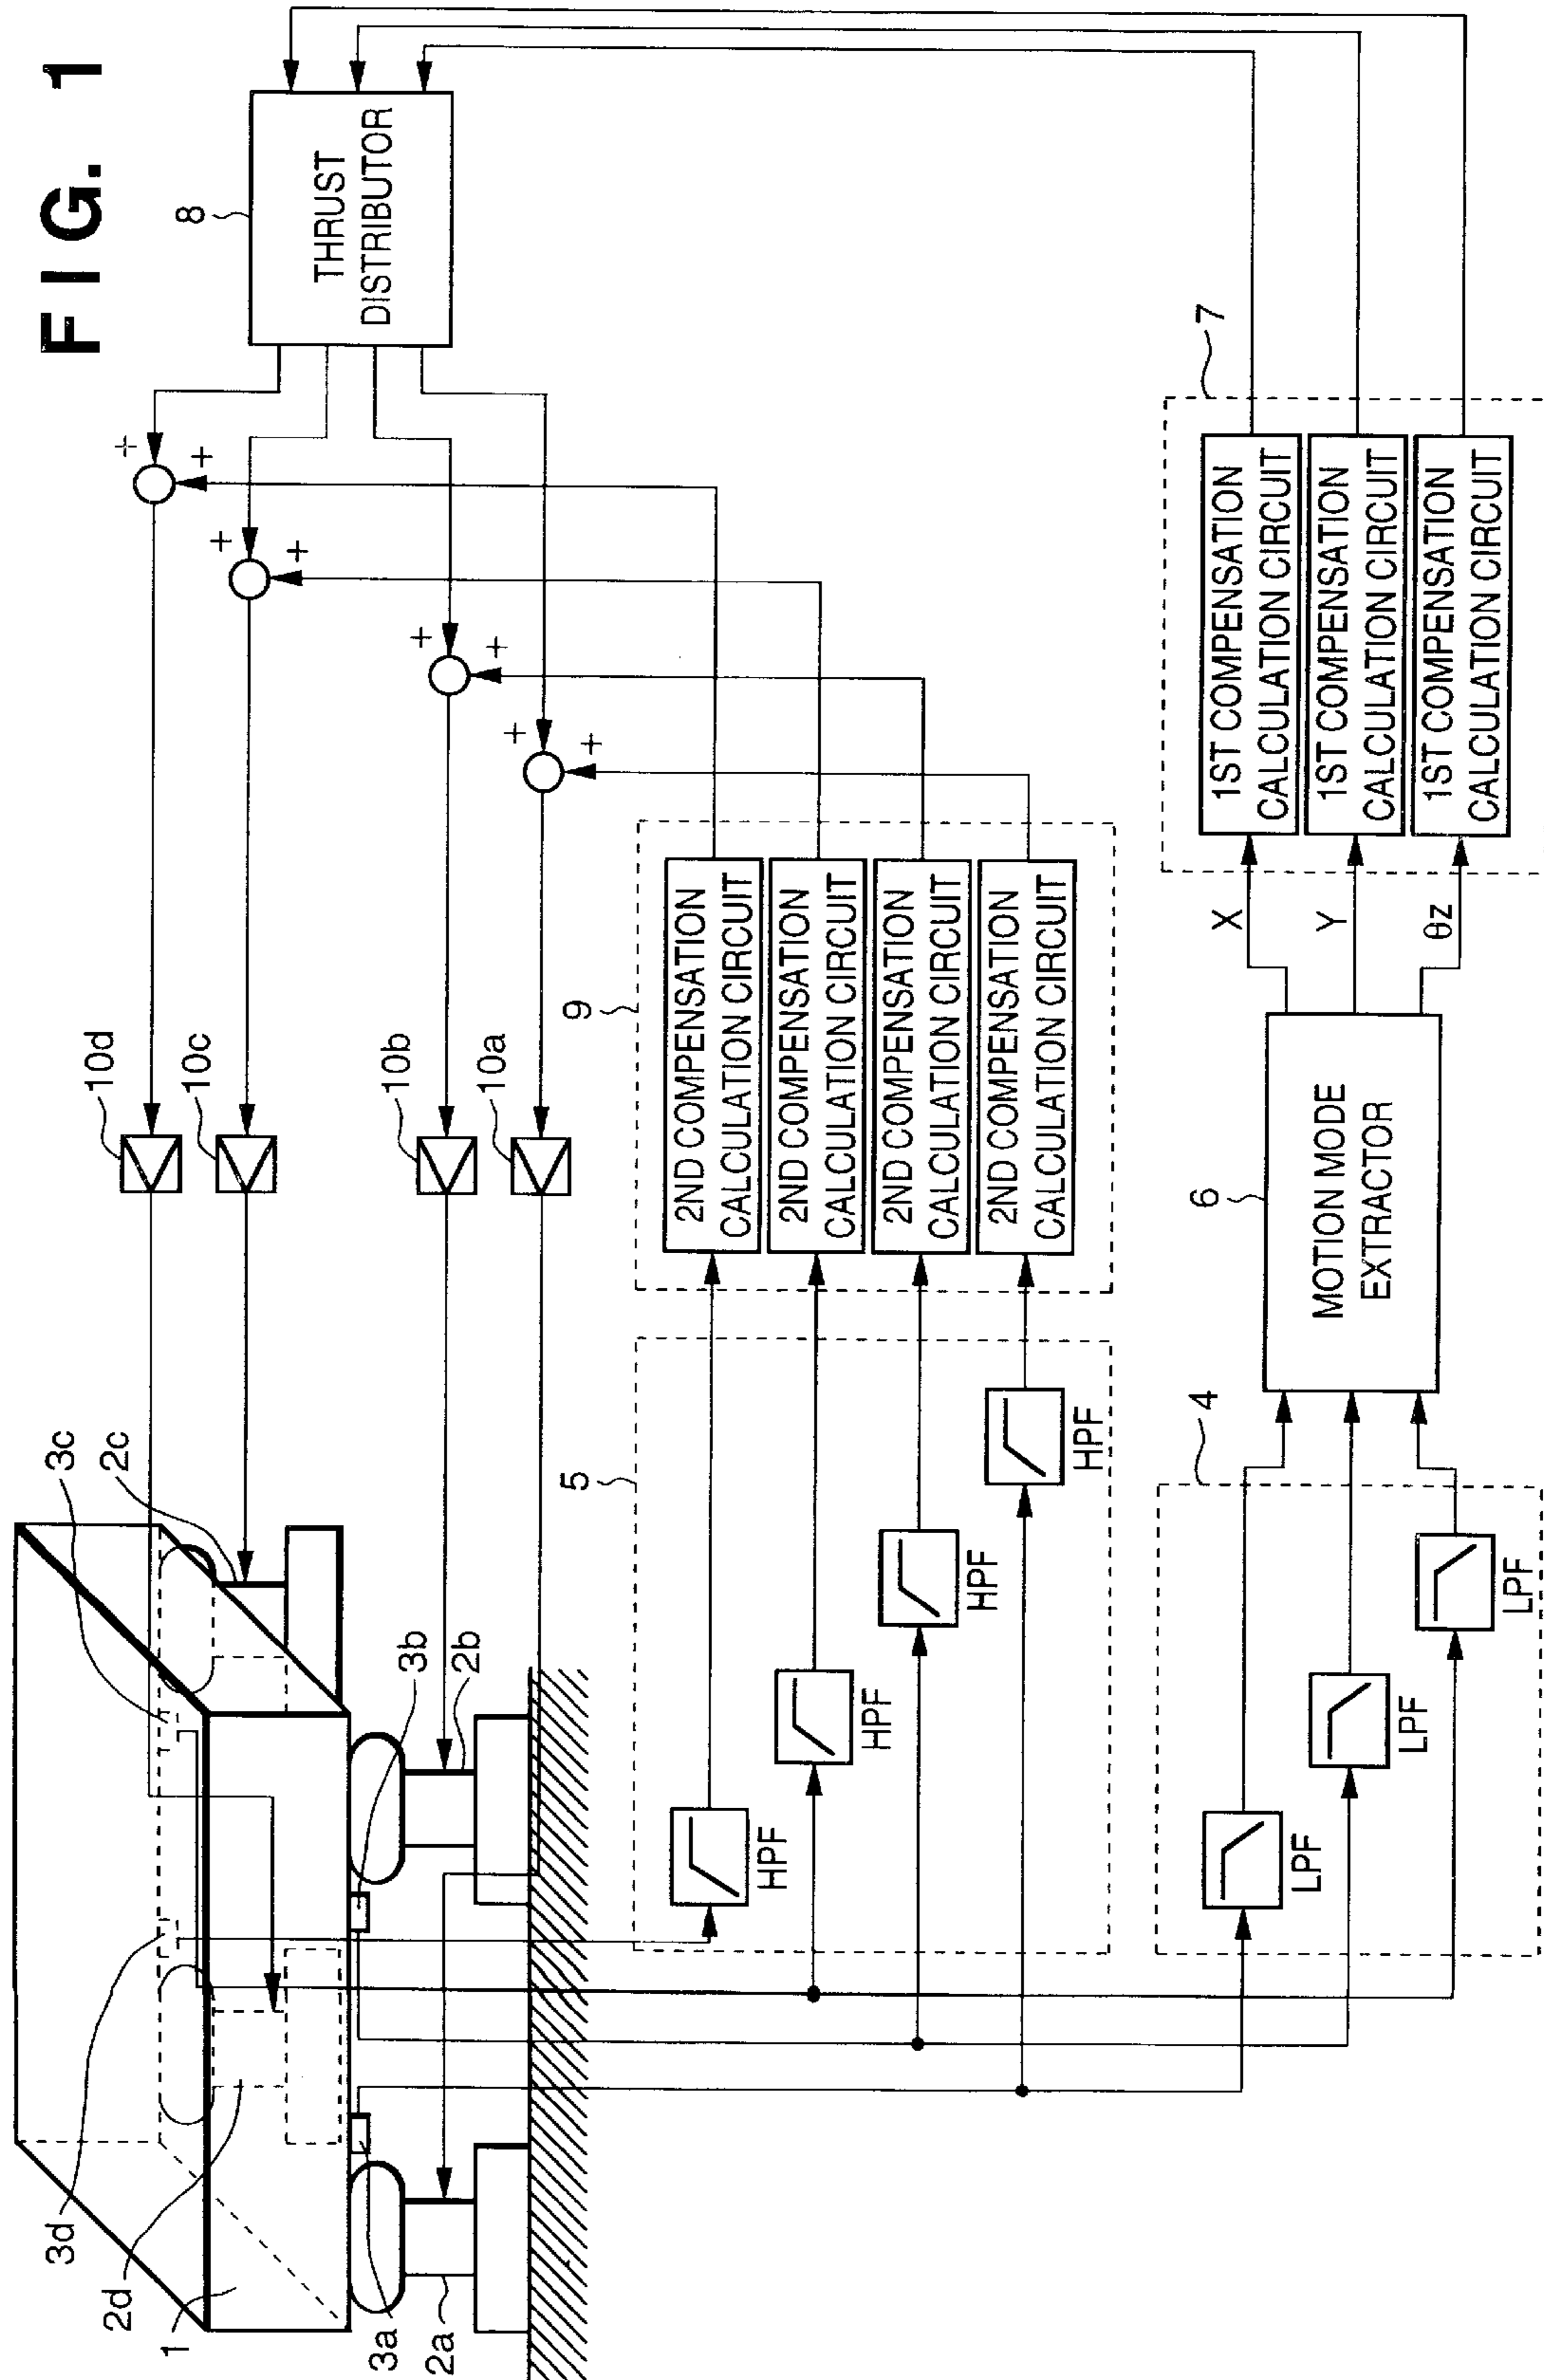 FIG. 1
8
THRUST
DISTRIBUTOR
+
+
+
+
+
+
+
+
10d
10c
10b
10a
3c
2c
3b
2b
3d
2d
1
3a
2a
9
2ND COMPENSATION
CALCULATION CIRCUIT
2ND COMPENSATION
CALCULATION CIRCUIT
2ND COMPENSATION
CALCULATION CIRCUIT
2ND COMPENSATION
CALCULATION CIRCUIT
5
HPF
HPF
HPF
HPF
7
1ST COMPENSATION
CALCULATION CIRCUIT
1ST COMPENSATION
CALCULATION CIRCUIT
1ST COMPENSATION
CALCULATION CIRCUIT
X
Y
θz
6
MOTION MODE
EXTRACTOR
4
LPF
LPF
LPF